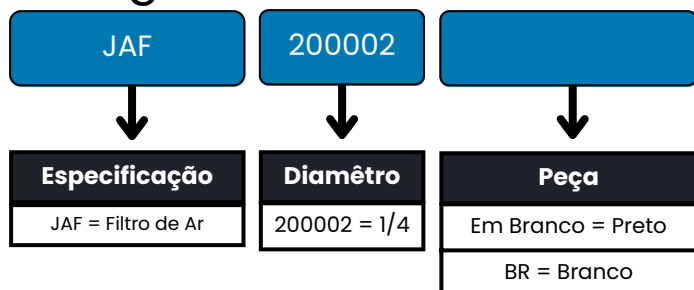 JAF
200002
Especificação
Diamêtro
Peça
JAF = Filtro de Ar
200002 = 1/4
Em Branco = Preto
BR = Branco